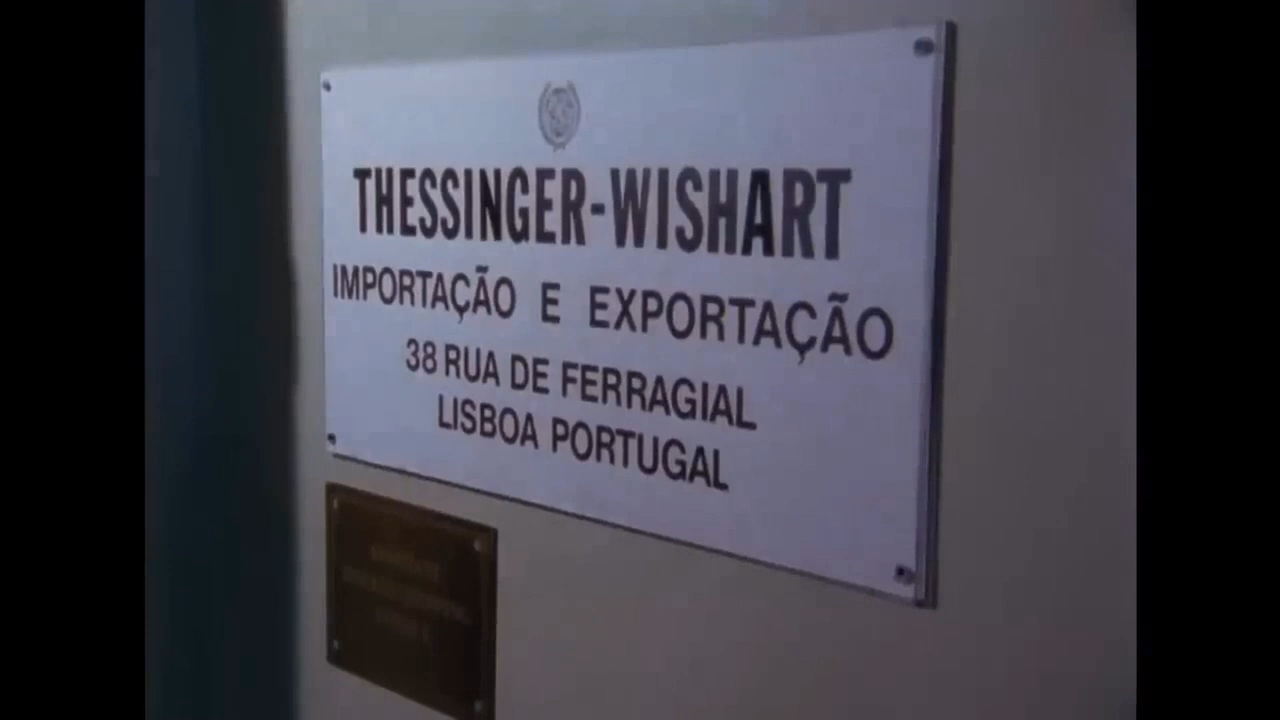 THESSINGER-WISHART
IMPORTAÇÃO E EXPORTAÇÃO
38 RUA DE FERRAGIAL
LISBOA PORTUGAL